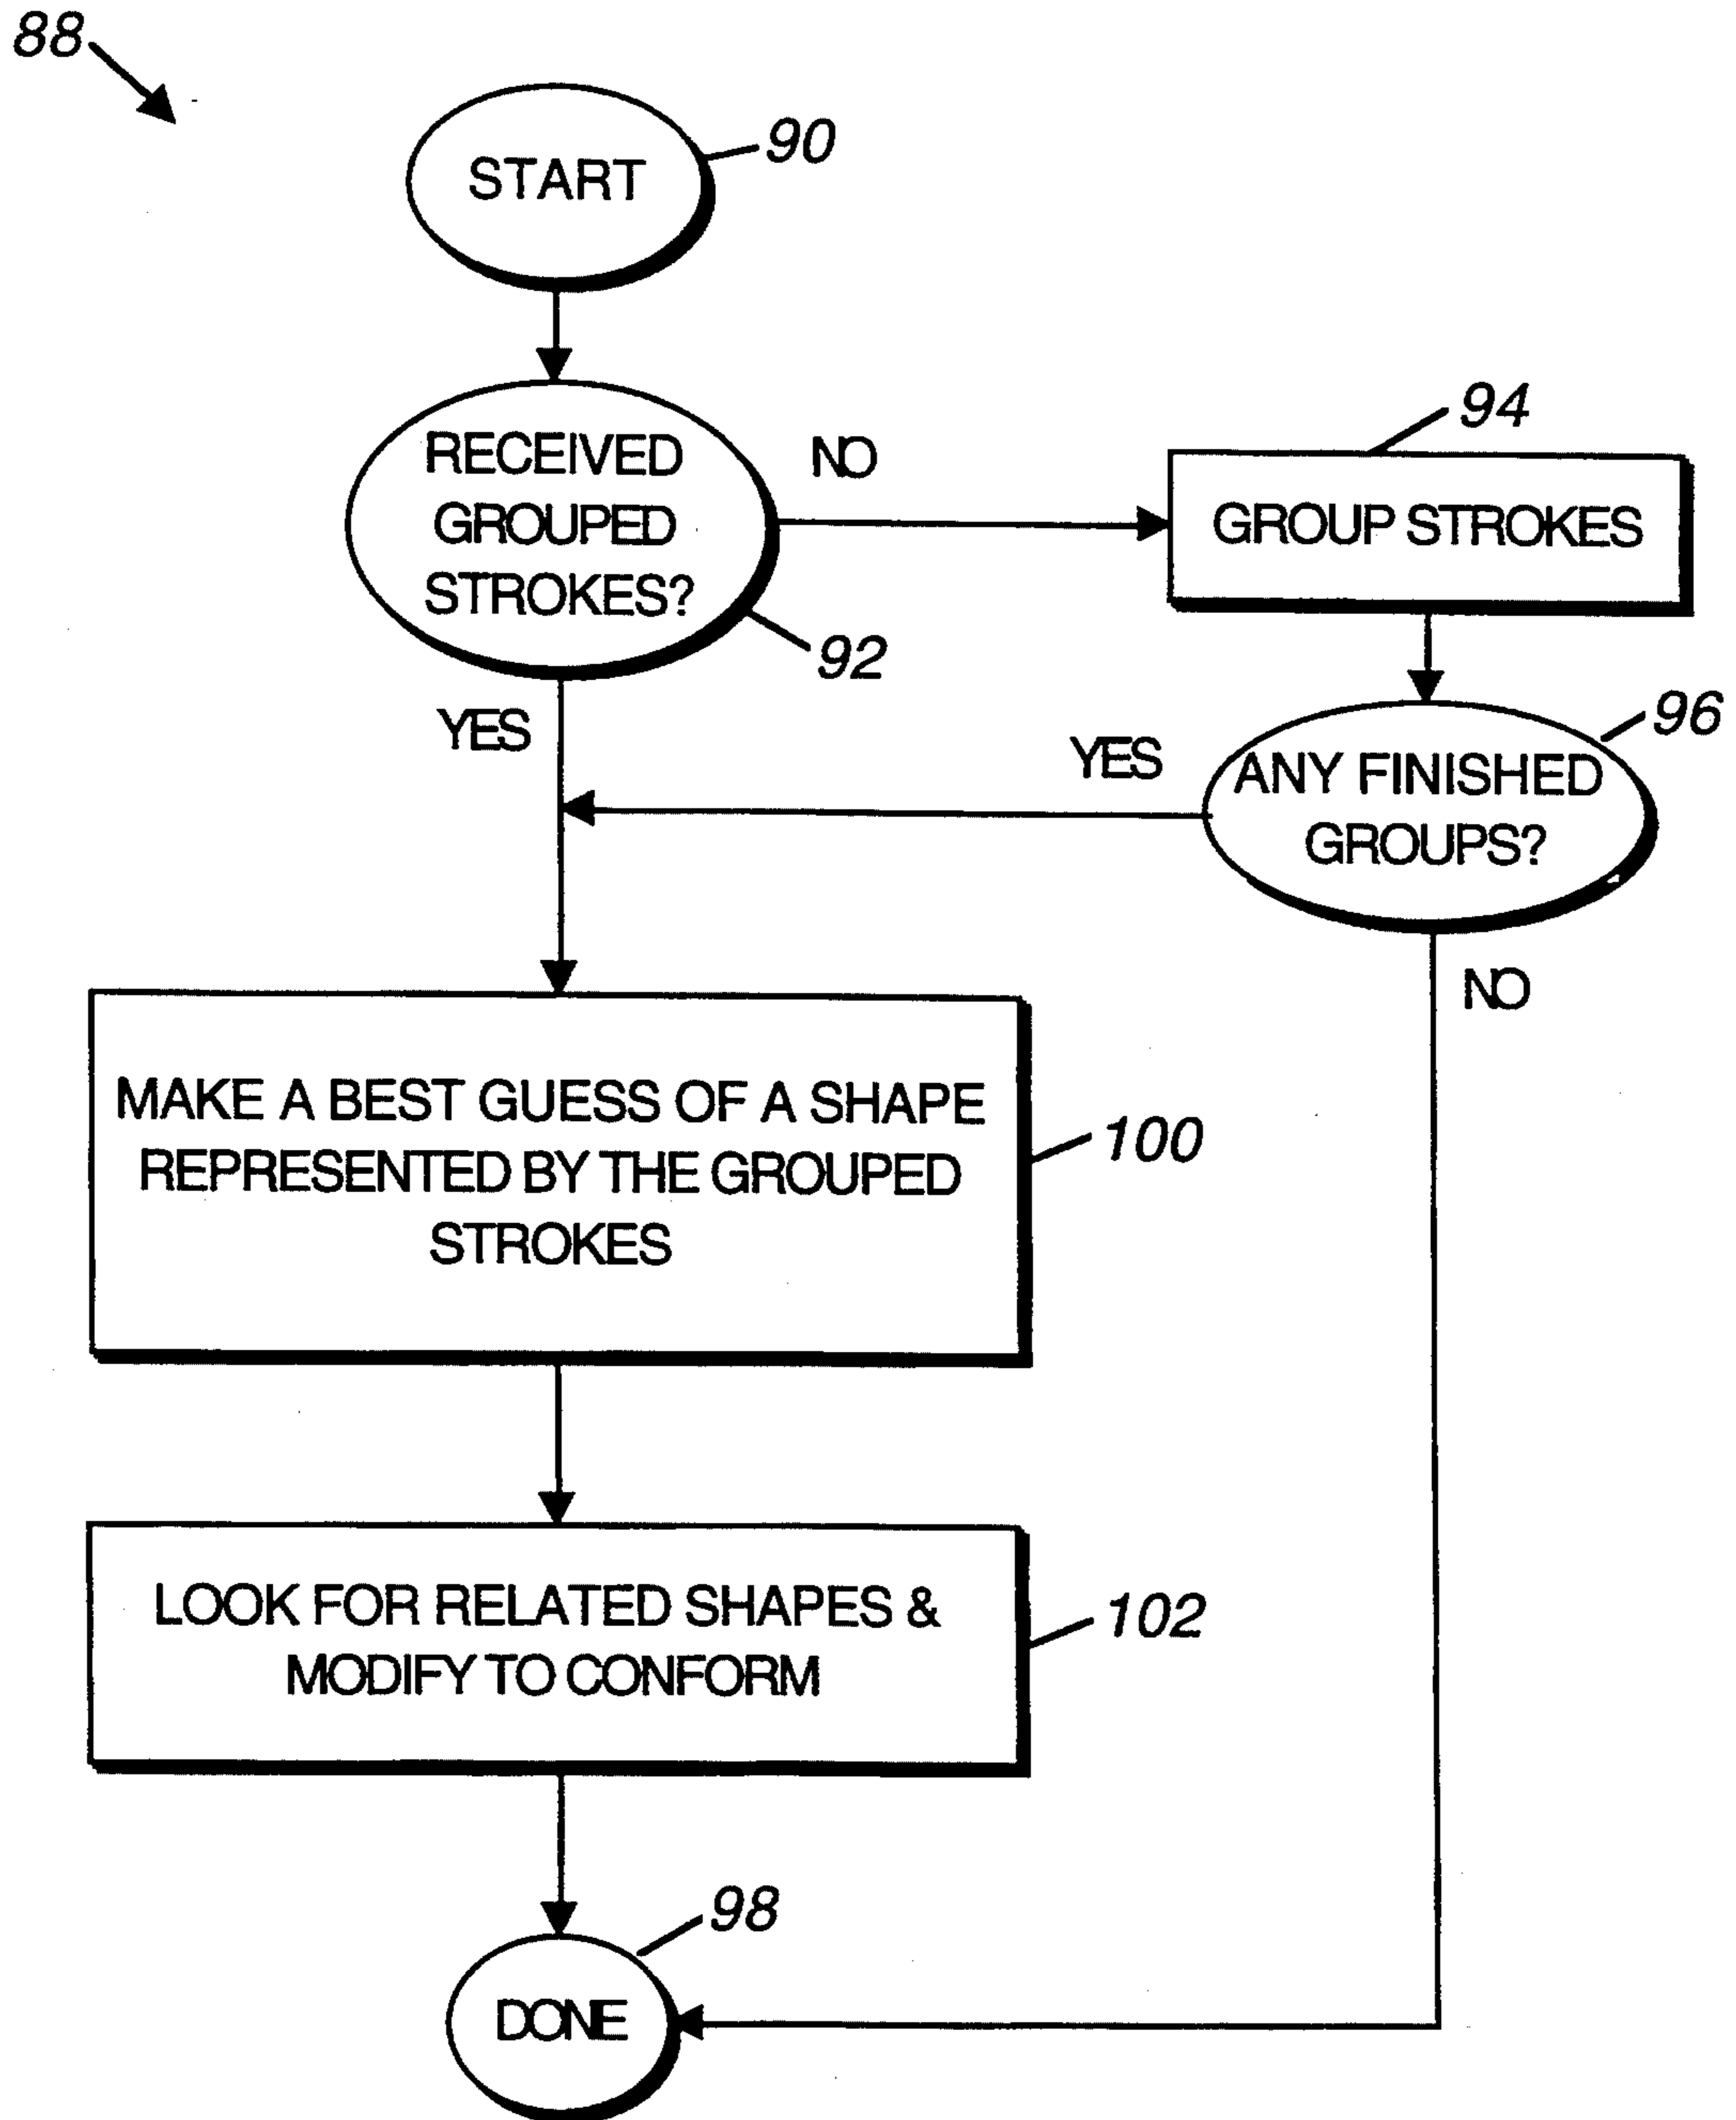 88
START
90
RECEIVED
GROUPED
STROKES?
92
NO
94
GROUP STROKES
YES
YES
ANY FINISHED
GROUPS?
96
NO
MAKE A BEST GUESS OF A SHAPE
REPRESENTED BY THE GROUPED
STROKES
100
LOOK FOR RELATED SHAPES &
MODIFY TO CONFORM
102
98
DONE